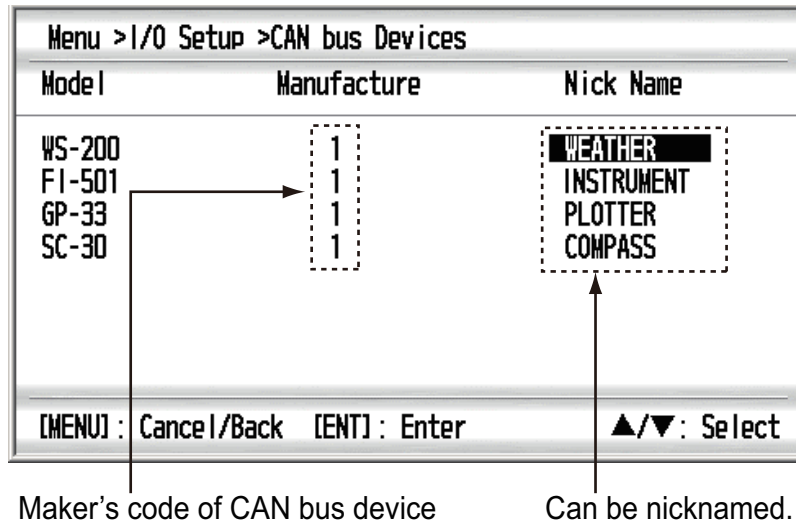 Menu >I/O Setup >CAN bus Devices
Model Manufacture Nick Name
WS-200 1 WEATHER
FI-501 1 INSTRUMENT
GP-33 1 PLOTTER
SC-30 1 COMPASS
[MENU] : Cancel/Back [ENT] : Enter ▲/▼: Select
Maker's code of CAN bus device Can be nicknamed.